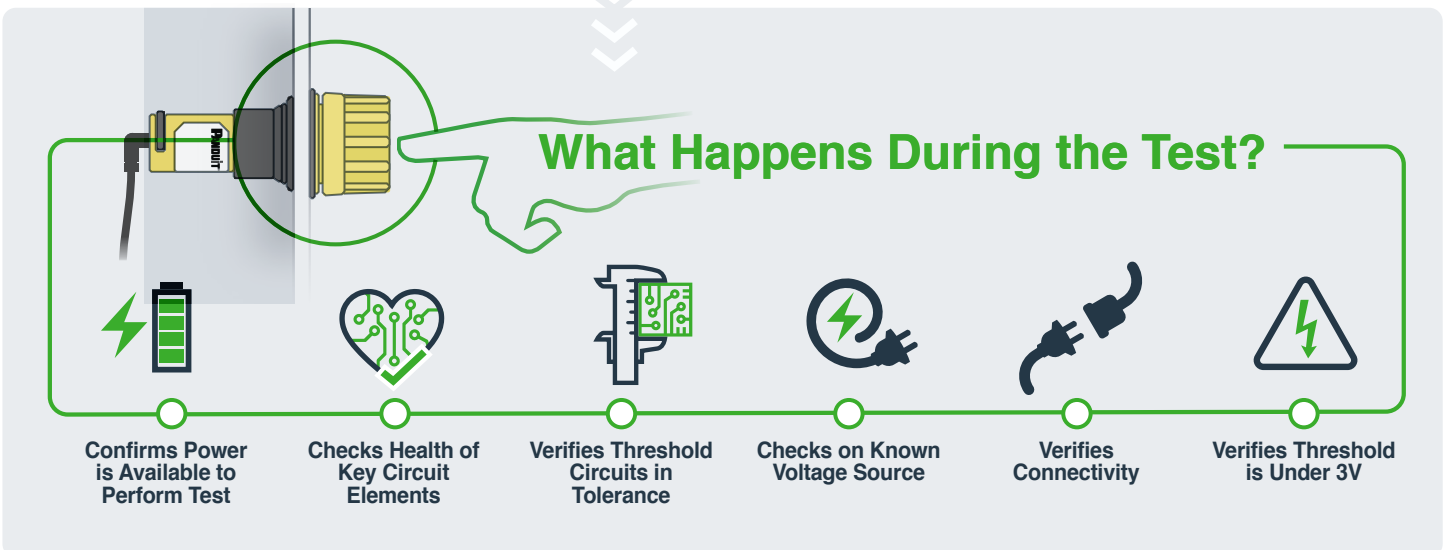 PANDUIT
What Happens During the Test?
Confirms Power
is Available to
Perform Test
Checks Health of
Key Circuit
Elements
Verifies Threshold
Circuits in
Tolerance
Checks on Known
Voltage Source
Verifies
Connectivity
Verifies Threshold
is Under 3V